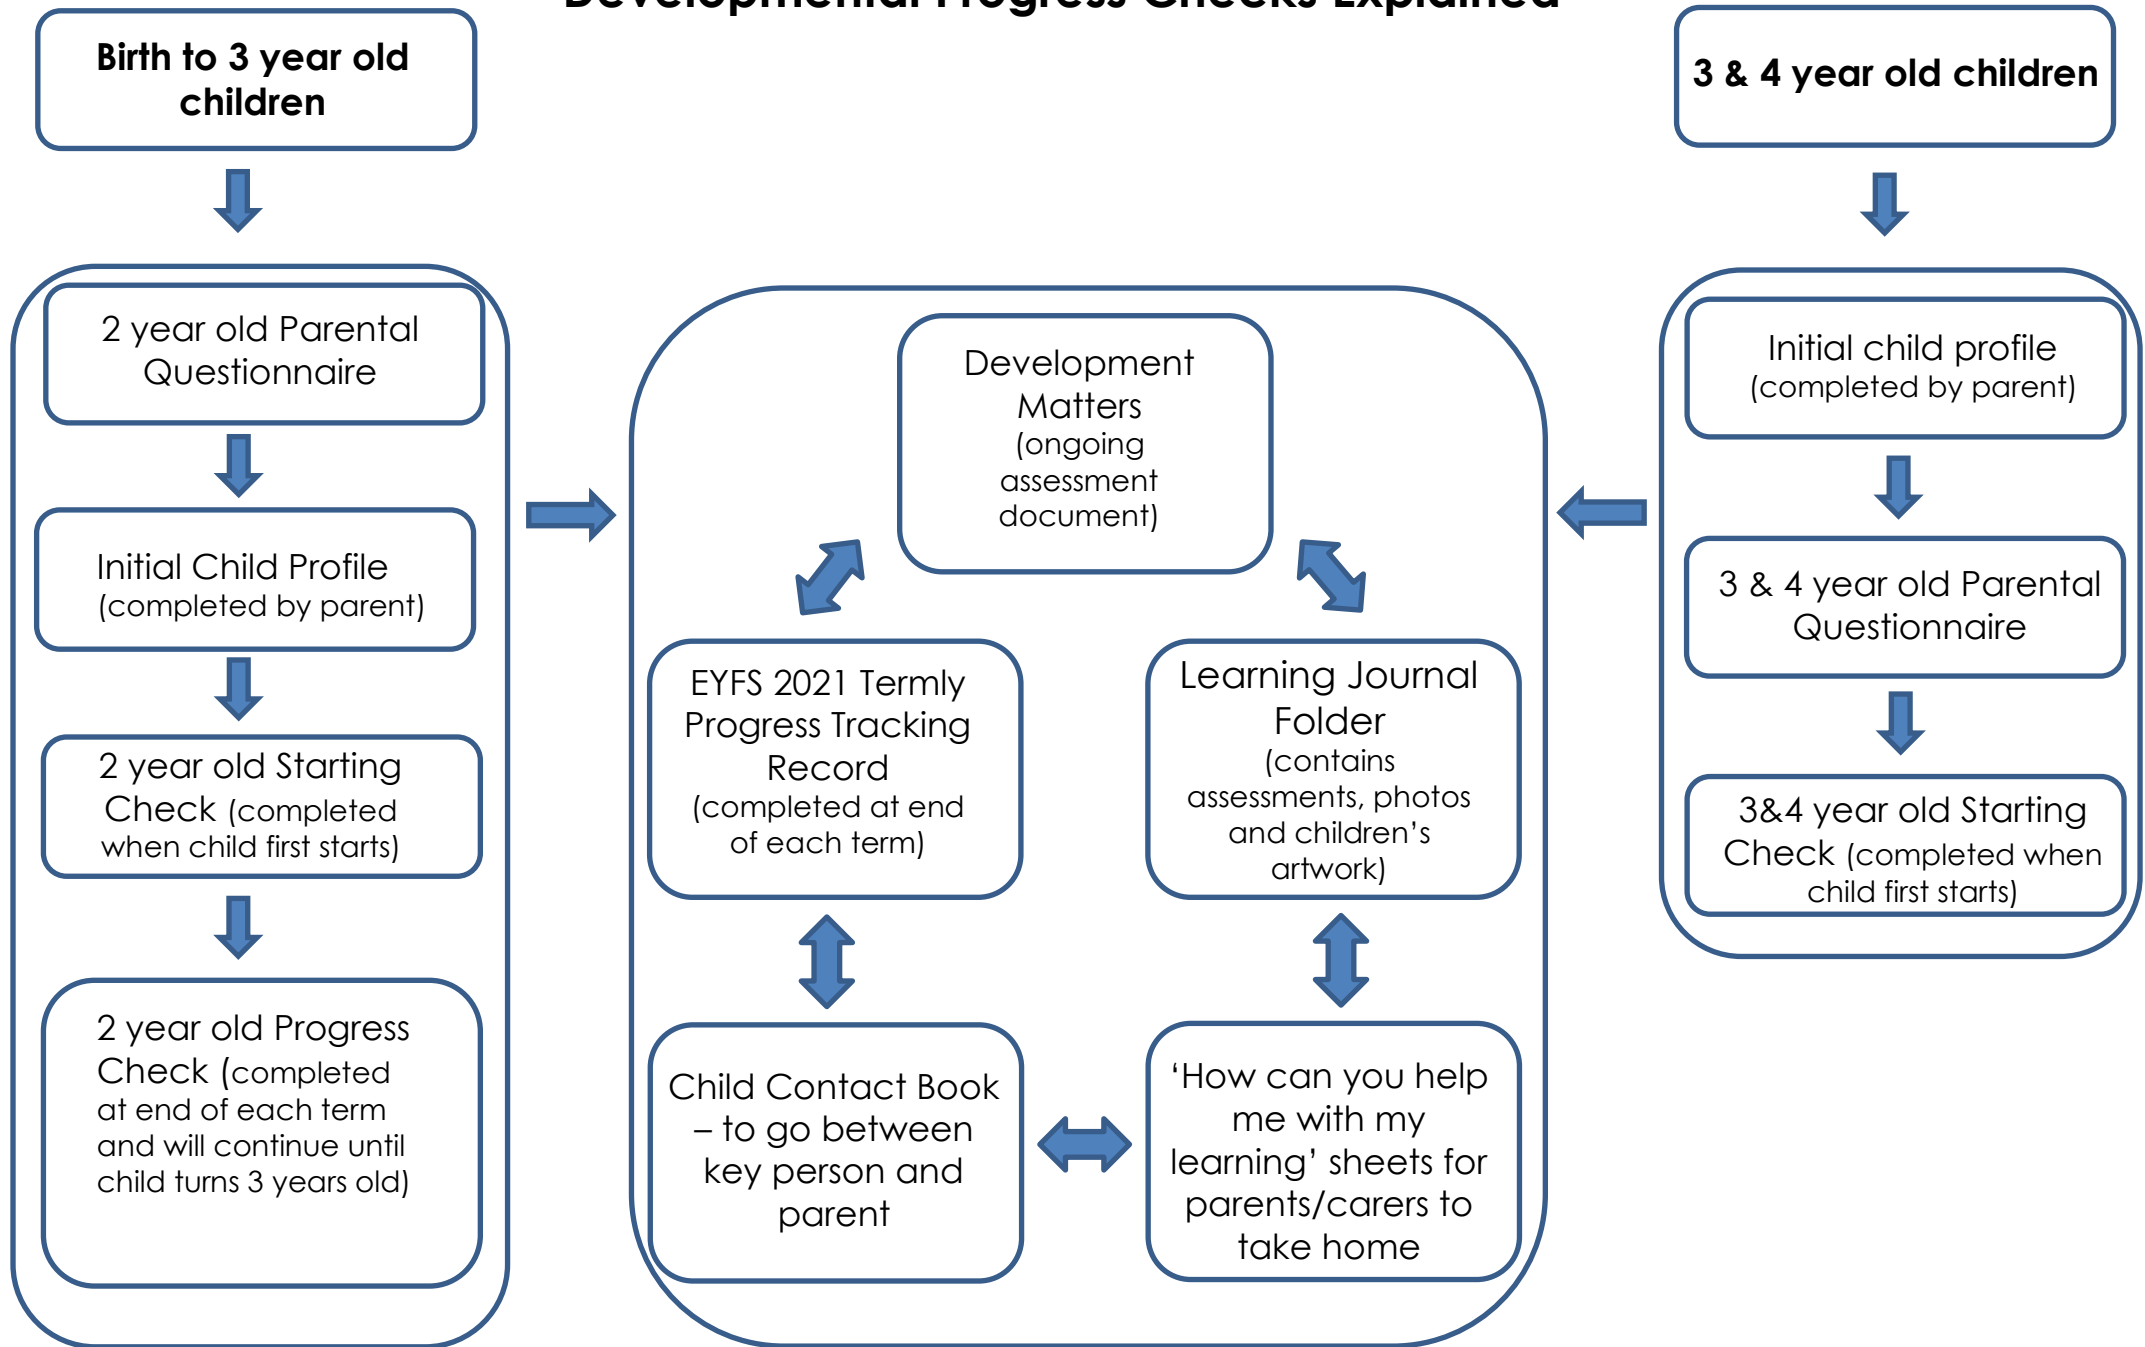 Developmental Progress Checks Explained
Birth to 3 year old
children
2 year old Parental
Questionnaire
Initial Child Profile
(completed by parent)
2 year old Starting
Check (completed
when child first starts)
2 year old Progress
Check (completed
at end of each term
and will continue until
child turns 3 years old)
Development
Matters
(ongoing
assessment
document)
EYFS 2021 Termly
Progress Tracking
Record
(completed at end
of each term)
Learning Journal
Folder
(contains
assessments, photos
and children’s
artwork)
Child Contact Book
– to go between
key person and
parent
‘How can you help
me with my
learning’ sheets for
parents/carers to
take home
3 & 4 year old children
Initial child profile
(completed by parent)
3 & 4 year old Parental
Questionnaire
3&4 year old Starting
Check (completed when
child first starts)